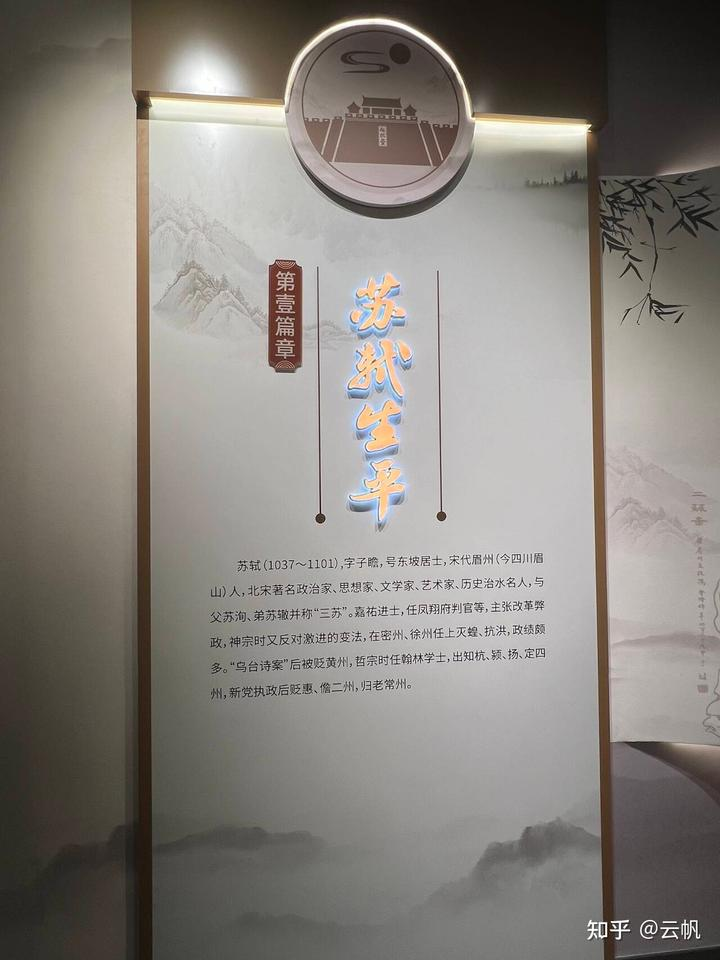 第壹篇章
苏轼生平
苏轼(1037～1101),字子瞻,号东坡居士,宋代眉州(今四川眉
山)人,北宋著名政治家、思想家、文学家、艺术家、历史治水名人,与
父苏洵、弟苏辙并称“三苏”。嘉祐进士,任凤翔府判官等,主张改革弊
政,神宗时又反对激进的变法,在密州、徐州任上灭蝗、抗洪,政绩颇
多。“乌台诗案”后被贬黄州,哲宗时任翰林学士,出知杭、颍、扬、定四
州,新党执政后贬惠、儋二州,归老常州。
知乎 @云帆